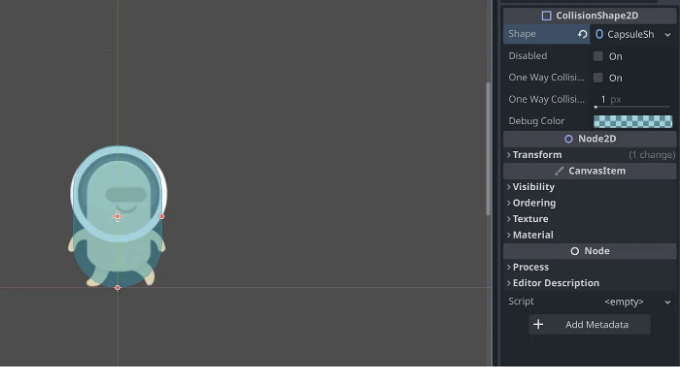 CollisionShape2D
Shape CapsuleSh
Disabled On
One Way Collisi... On
One Way Collisi... 1 px
Debug Color
Node2D
Transform (1 change)
CanvasItem
Visibility
Ordering
Texture
Material
Node
Process
Editor Description
Script <empty>
+ Add Metadata